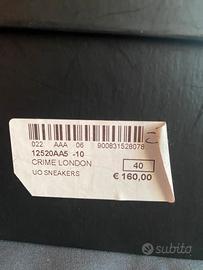 022 AAA 06 900831528078
12520AA5 -10
CRIME LONDON 40
UO SNEAKERS € 160,00
subito